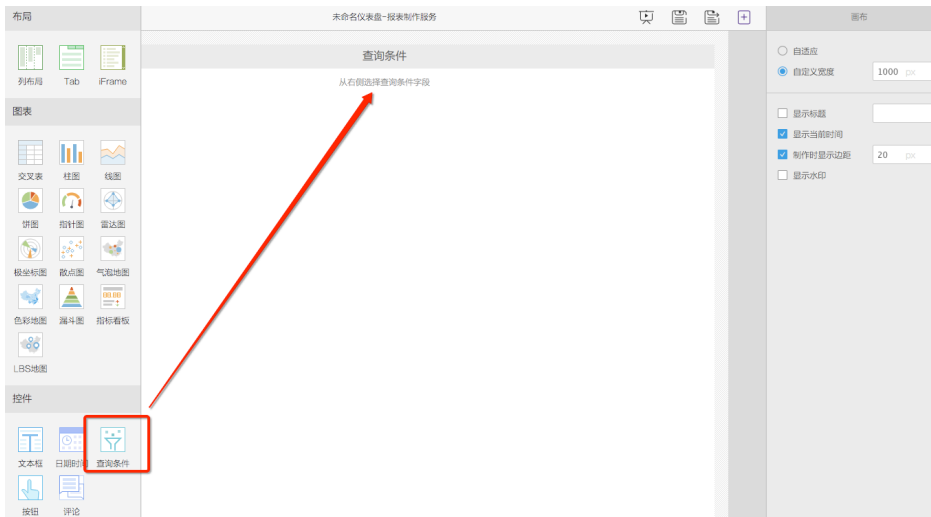 布局
未命名仪表盘-报表制作服务
画布
列布局 Tab iFrame
图表
交叉表 柱图 线图
饼图 指针图 雷达图
极坐标图 散点图 气泡地图
色彩地图 漏斗图 指标看板
LBS地图
控件
文本框 日期时间 查询条件
按钮 评论
查询条件
从右侧选择查询条件字段
自适应
自定义宽度 1000 px
显示标题
显示当前时间
制作时显示边距 20 px
显示水印